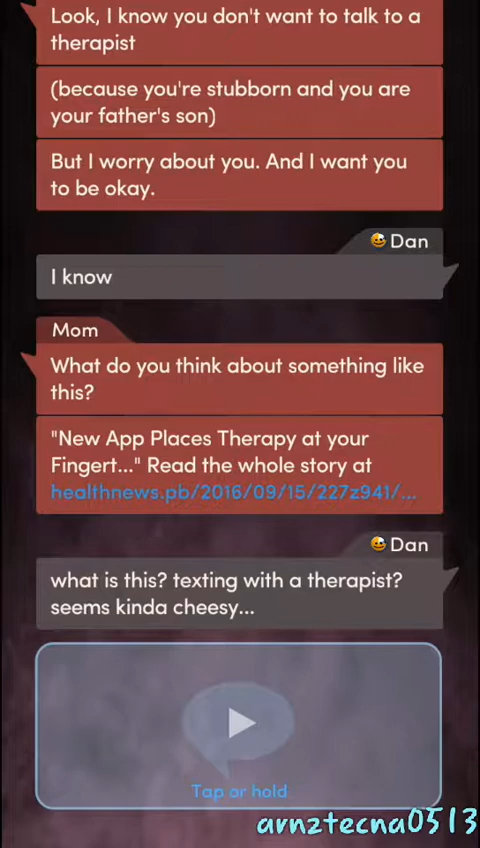 Look, I know you don't want to talk to a
therapist
(because you're stubborn and you are
your father's son)
But I worry about you. And I want you
to be okay.
Dan
I know
Mom
What do you think about something like
this?
"New App Places Therapy at your
Fingert..." Read the whole story at
healthnews.pb/2016/09/15/227z941/...
Dan
what is this? texting with a therapist?
seems kinda cheesy...
Tap or hold
arnztecna0513